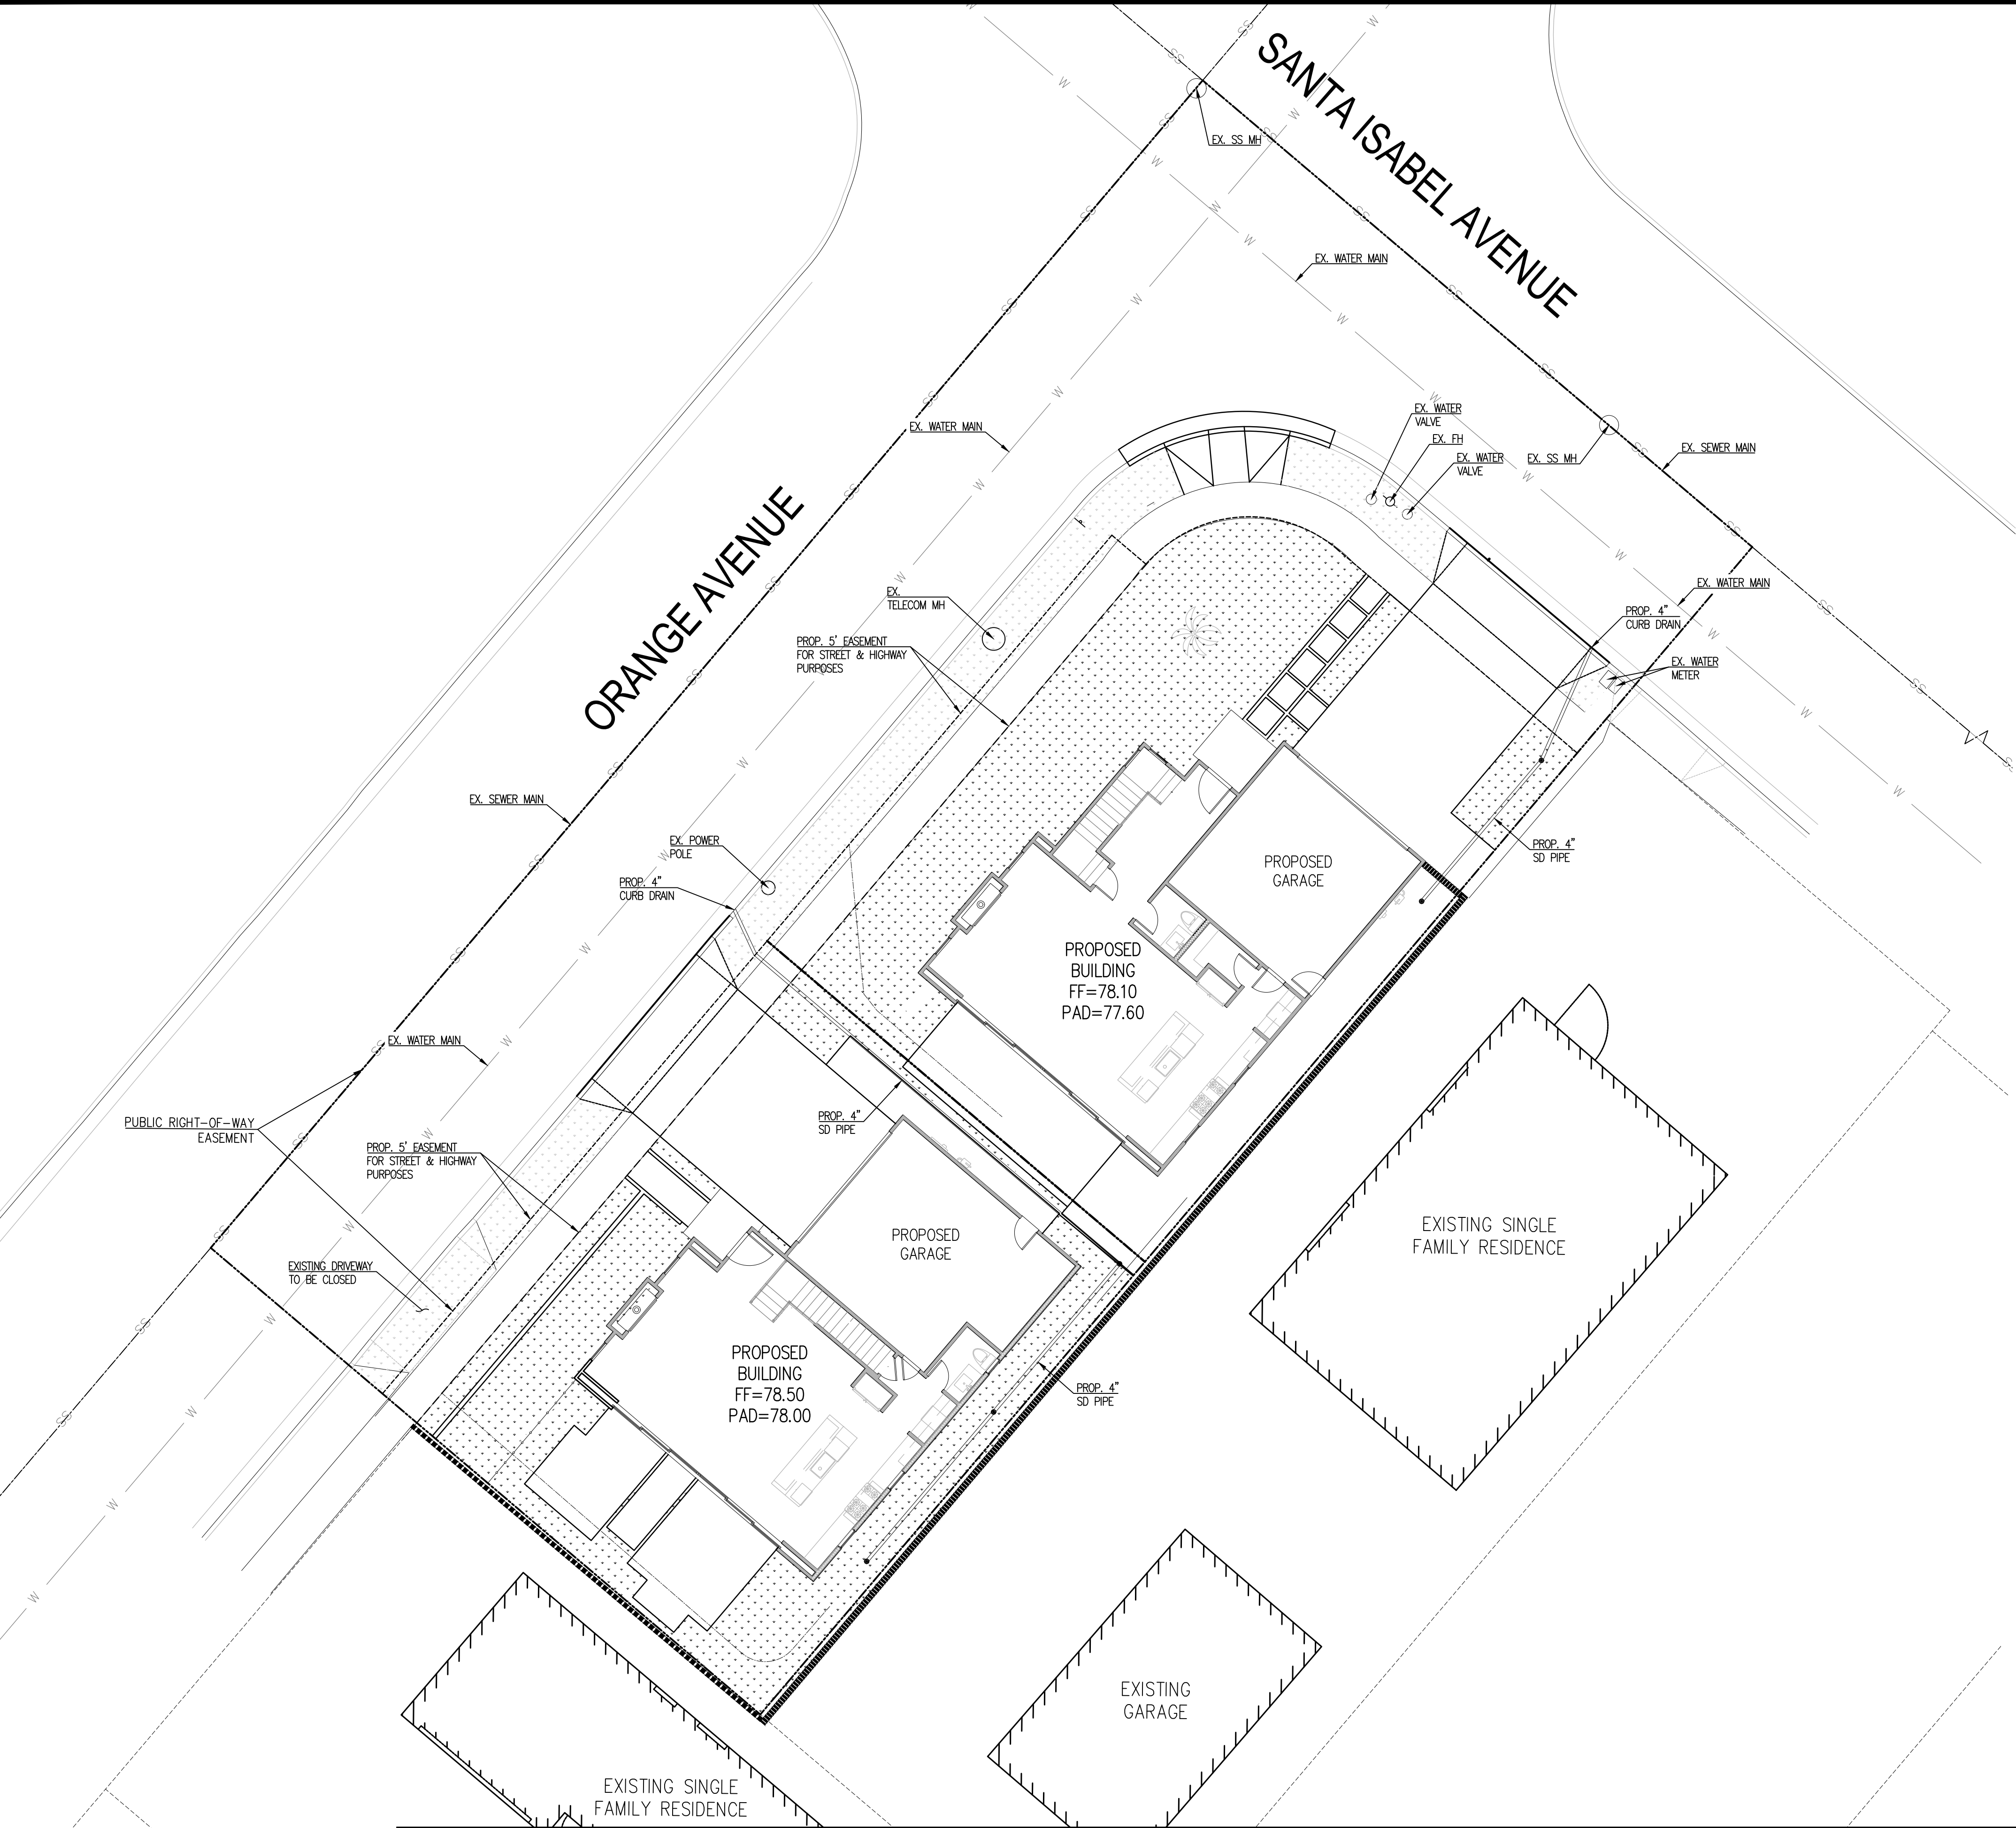 SANTA ISABEL AVENUE
EX. SS MH
EX. WATER MAIN
EX. WATER
VALVE
EX. FH
EX. WATER
VALVE
EX. SS MH
EX. SEWER MAIN
EX. WATER MAIN
ORANGE AVENUE
EX. WATER MAIN
PROP. 4"
CURB DRAIN
EX. WATER
METER
EX.
TELECOM MH
PROP. 5' EASEMENT
FOR STREET & HIGHWAY
PURPOSES
EX. SEWER MAIN
EX. POWER
POLE
PROP. 4"
CURB DRAIN
PROP. 4"
SD PIPE
PROPOSED
GARAGE
PROPOSED
BUILDING
FF=78.10
PAD=77.60
EX. WATER MAIN
PUBLIC RIGHT-OF-WAY
EASEMENT
PROP. 4"
SD PIPE
PROP. 5' EASEMENT
FOR STREET & HIGHWAY
PURPOSES
EXISTING DRIVEWAY
TO BE CLOSED
PROPOSED
GARAGE
EXISTING SINGLE
FAMILY RESIDENCE
PROPOSED
BUILDING
FF=78.50
PAD=78.00
PROP. 4"
SD PIPE
EXISTING
GARAGE
EXISTING SINGLE
FAMILY RESIDENCE